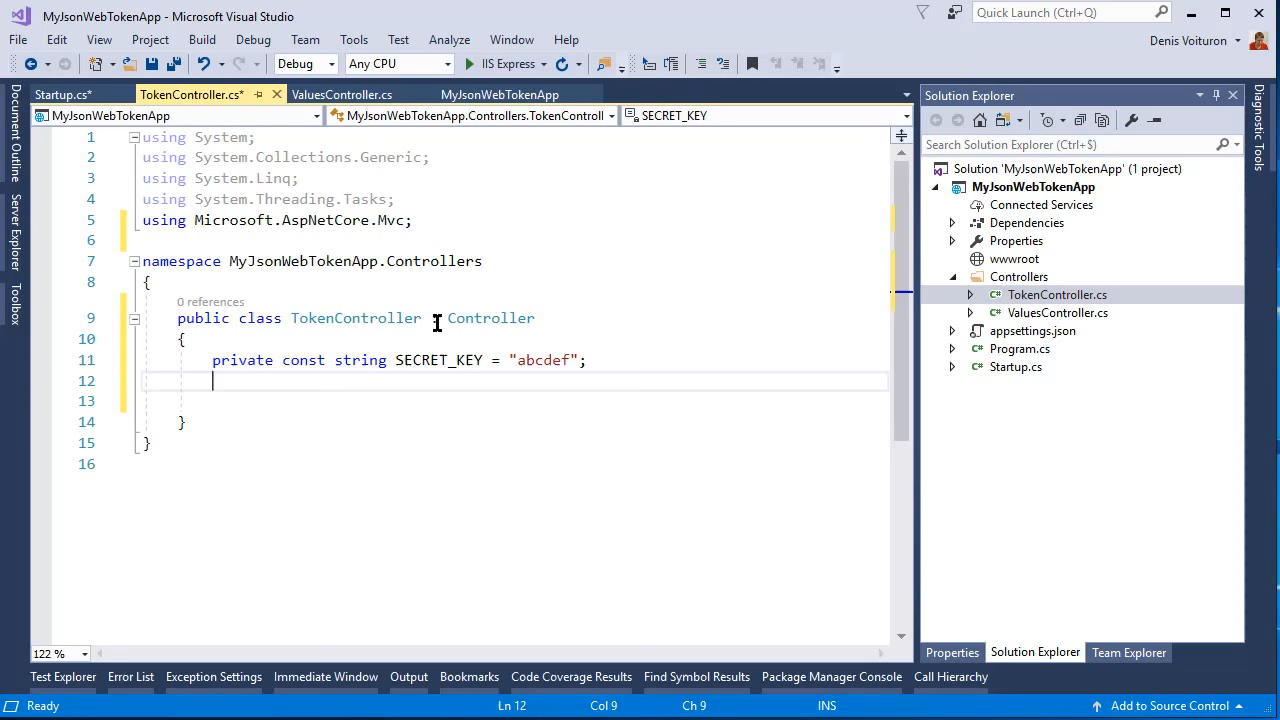 MyJsonWebTokenApp - Microsoft Visual Studio
Quick Launch (Ctrl+Q)
File Edit View Project Build Debug Team Tools Test Analyze Window Help
Denis Voituron
Debug Any CPU IIS Express
Startup.cs* TokenController.cs* ValuesController.cs MyJsonWebTokenApp
MyJsonWebTokenApp MyJsonWebTokenApp.Controllers.TokenControll SECRET_KEY
Document Outline
Server Explorer
Toolbox
1 using System;
2 using System.Collections.Generic;
3 using System.Linq;
4 using System.Threading.Tasks;
5 using Microsoft.AspNetCore.Mvc;
6
7 namespace MyJsonWebTokenApp.Controllers
8 {
0 references
9 public class TokenController : Controller
10 {
11 private const string SECRET_KEY = "abcdef";
12
13
14 }
15 }
16
122 %
Solution Explorer
Search Solution Explorer (Ctrl+$)
Solution 'MyJsonWebTokenApp' (1 project)
MyJsonWebTokenApp
Connected Services
Dependencies
Properties
wwwroot
Controllers
C# TokenController.cs
C# ValuesController.cs
appsettings.json
C# Program.cs
C# Startup.cs
Properties Solution Explorer Team Explorer
Diagnostic Tools
Test Explorer Error List Exception Settings Immediate Window Output Bookmarks Code Coverage Results Find Symbol Results Package Manager Console Call Hierarchy
Ready Ln 12 Col 9 Ch 9 INS Add to Source Control